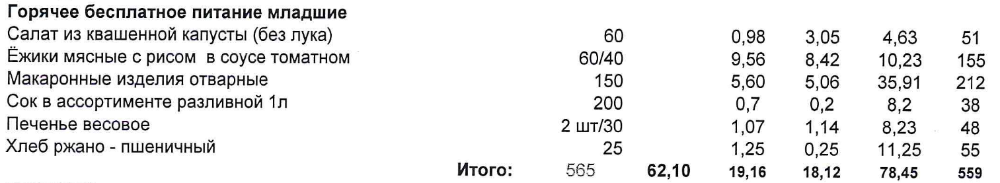 Горячее бесплатное питание младшие
Салат из квашенной капусты (без лука) 60 0,98 3,05 4,63 51
Ёжики мясные с рисом в соусе томатном 60/40 9,56 8,42 10,23 155
Макаронные изделия отварные 150 5,60 5,06 35,91 212
Сок в ассортименте разливной 1л 200 0,7 0,2 8,2 38
Печенье весовое 2 шт/30 1,07 1,14 8,23 48
Хлеб ржано - пшеничный 25 1,25 0,25 11,25 55
Итого: 565 62,10 19,16 18,12 78,45 559